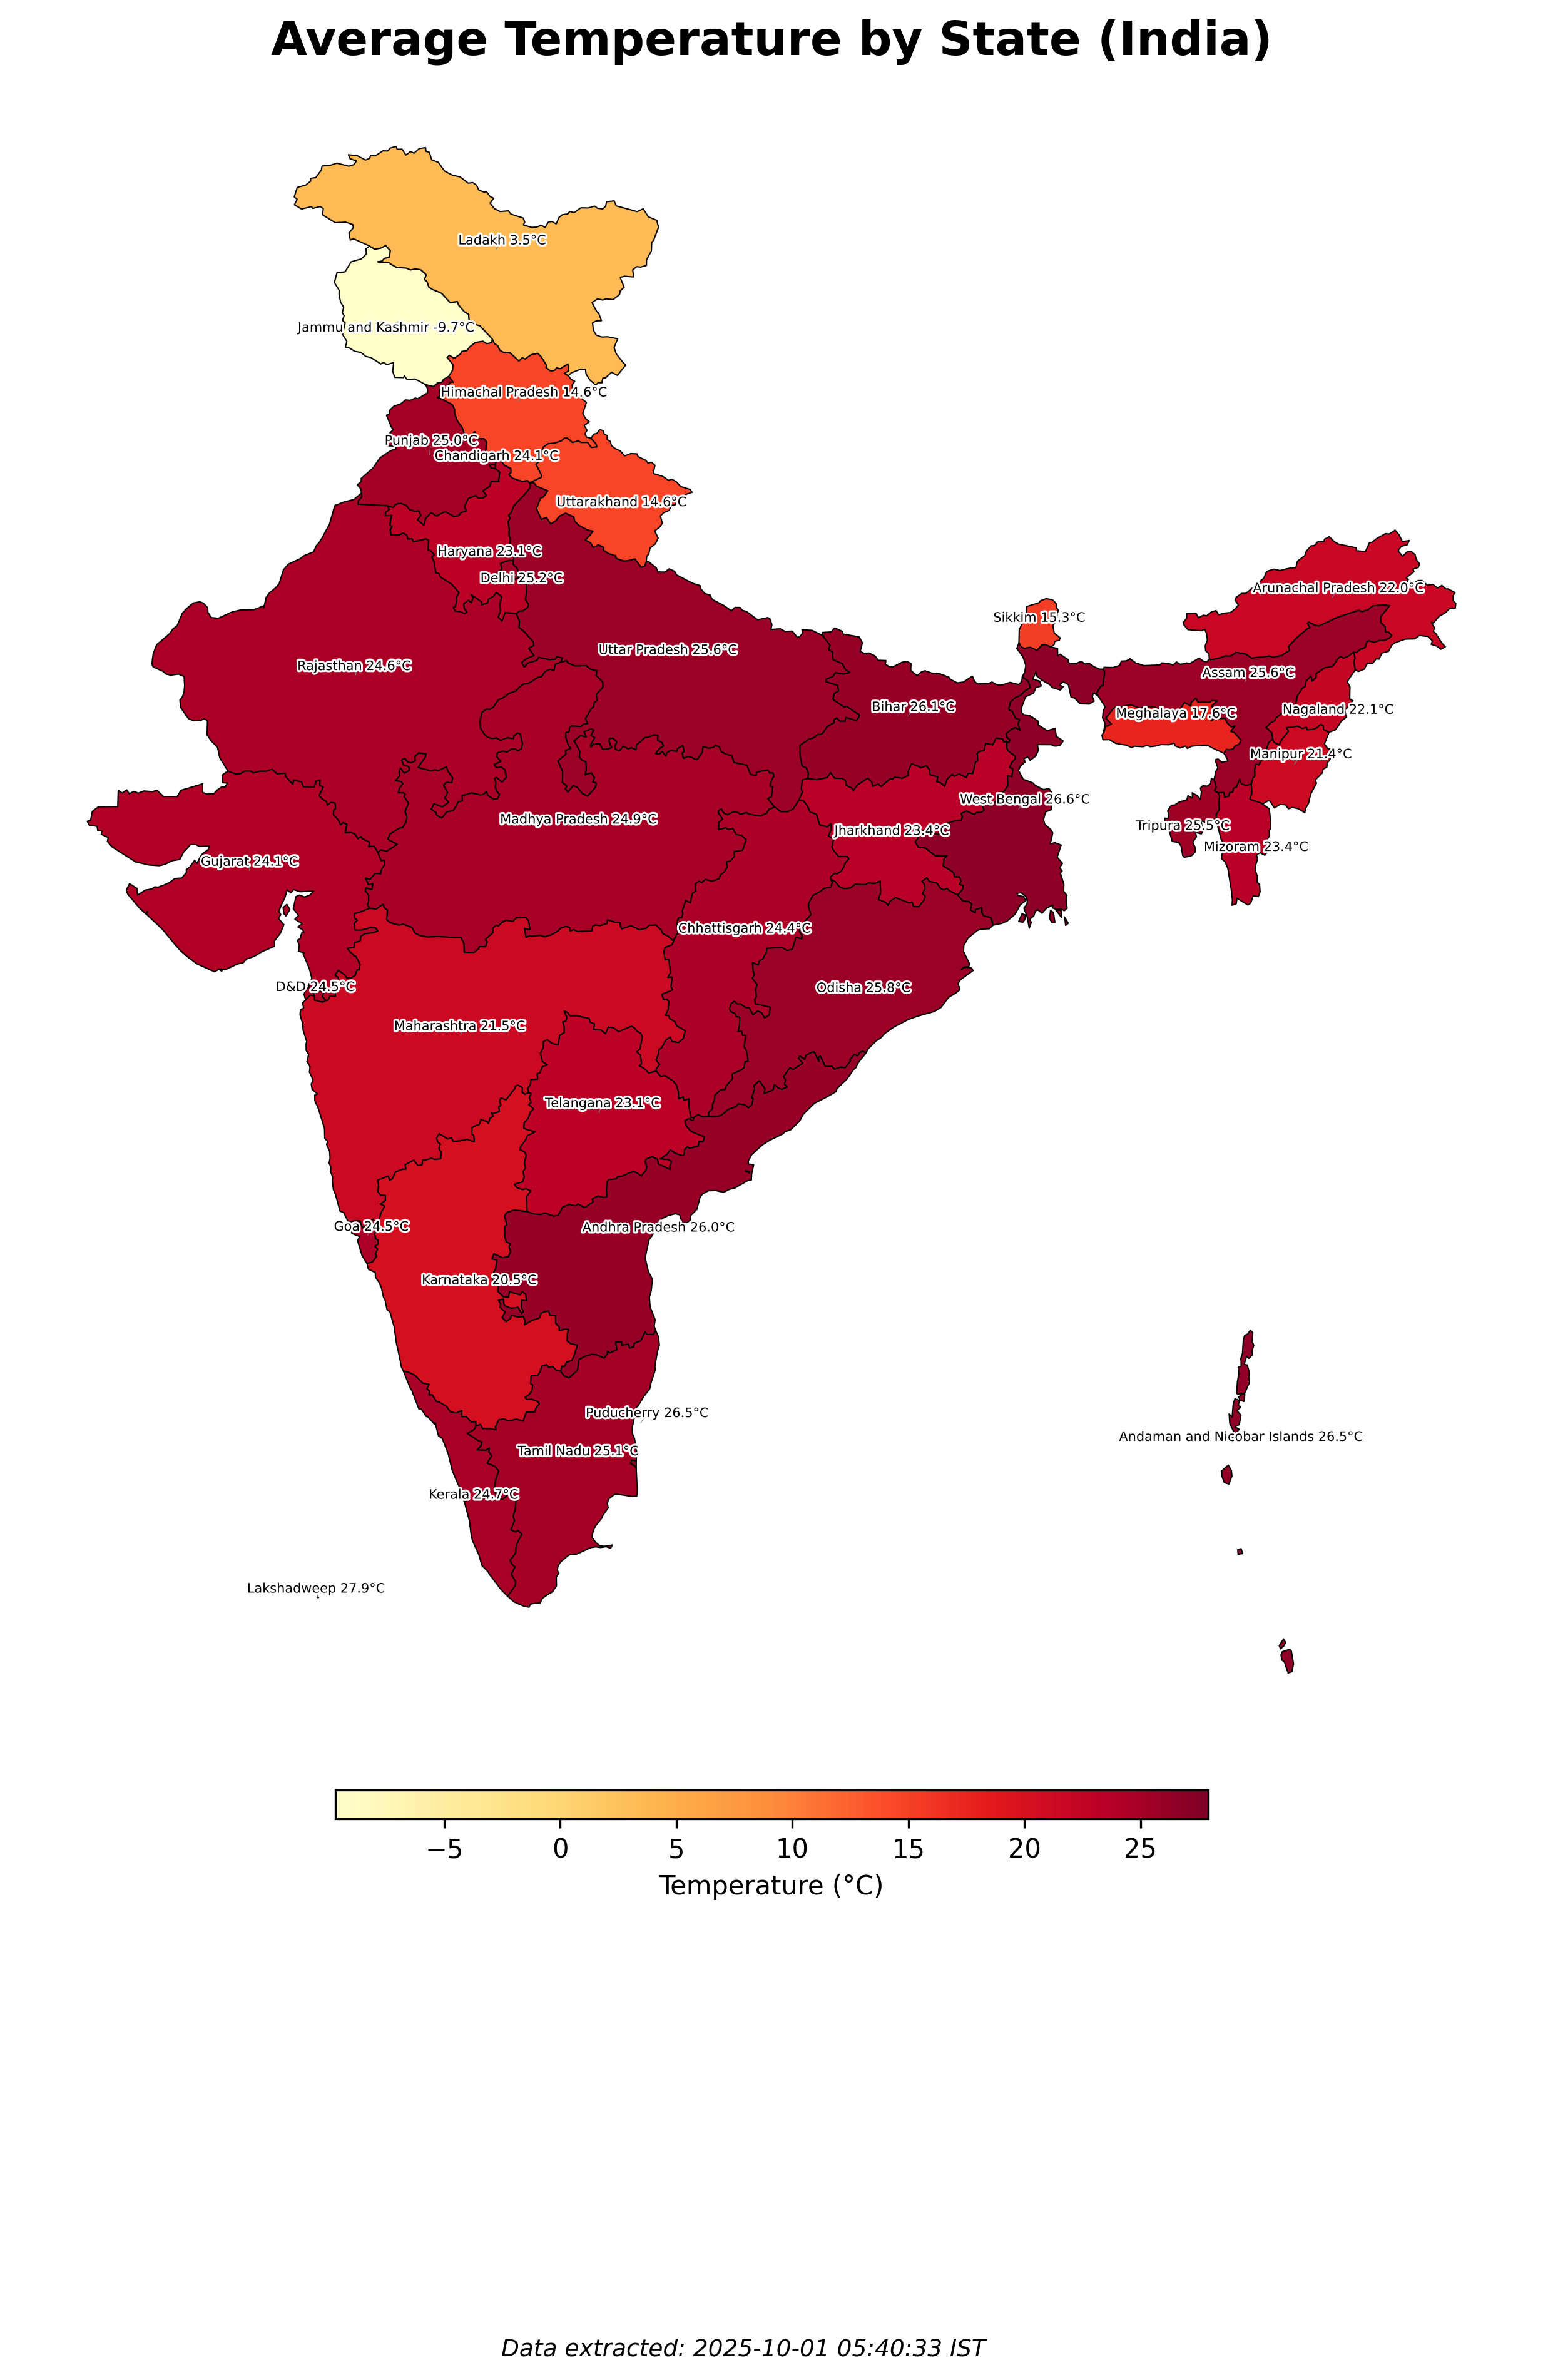 Average Temperature by State (India)
Ladakh 3.5°C
Jammu and Kashmir -9.7°C
Himachal Pradesh 14.6°C
Punjab 25.0°C
Chandigarh 24.1°C
Uttarakhand 14.6°C
Haryana 23.1°C
Delhi 25.2°C
Arunachal Pradesh 22.0°C
Sikkim 15.3°C
Uttar Pradesh 25.6°C
Rajasthan 24.6°C
Assam 25.6°C
Bihar 26.1°C
Nagaland 22.1°C
Meghalaya 17.6°C
Manipur 21.4°C
West Bengal 26.6°C
Madhya Pradesh 24.9°C
Tripura 25.5°C
Jharkhand 23.4°C
Mizoram 23.4°C
Gujarat 24.1°C
Chhattisgarh 24.4°C
D&D 24.5°C
Odisha 25.8°C
Maharashtra 21.5°C
Telangana 23.1°C
Goa 24.5°C
Andhra Pradesh 26.0°C
Karnataka 20.5°C
Puducherry 26.5°C
Andaman and Nicobar Islands 26.5°C
Tamil Nadu 25.1°C
Kerala 24.7°C
Lakshadweep 27.9°C
−5 0 5 10 15 20 25
Temperature (°C)
Data extracted: 2025-10-01 05:40:33 IST